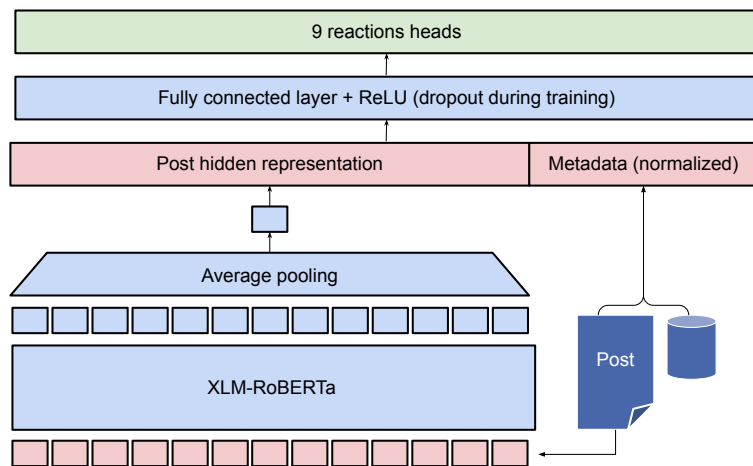 9 reactions heads
Fully connected layer + ReLU (dropout during training)
Post hidden representation
Metadata (normalized)
Average pooling
XLM-RoBERTa
Post